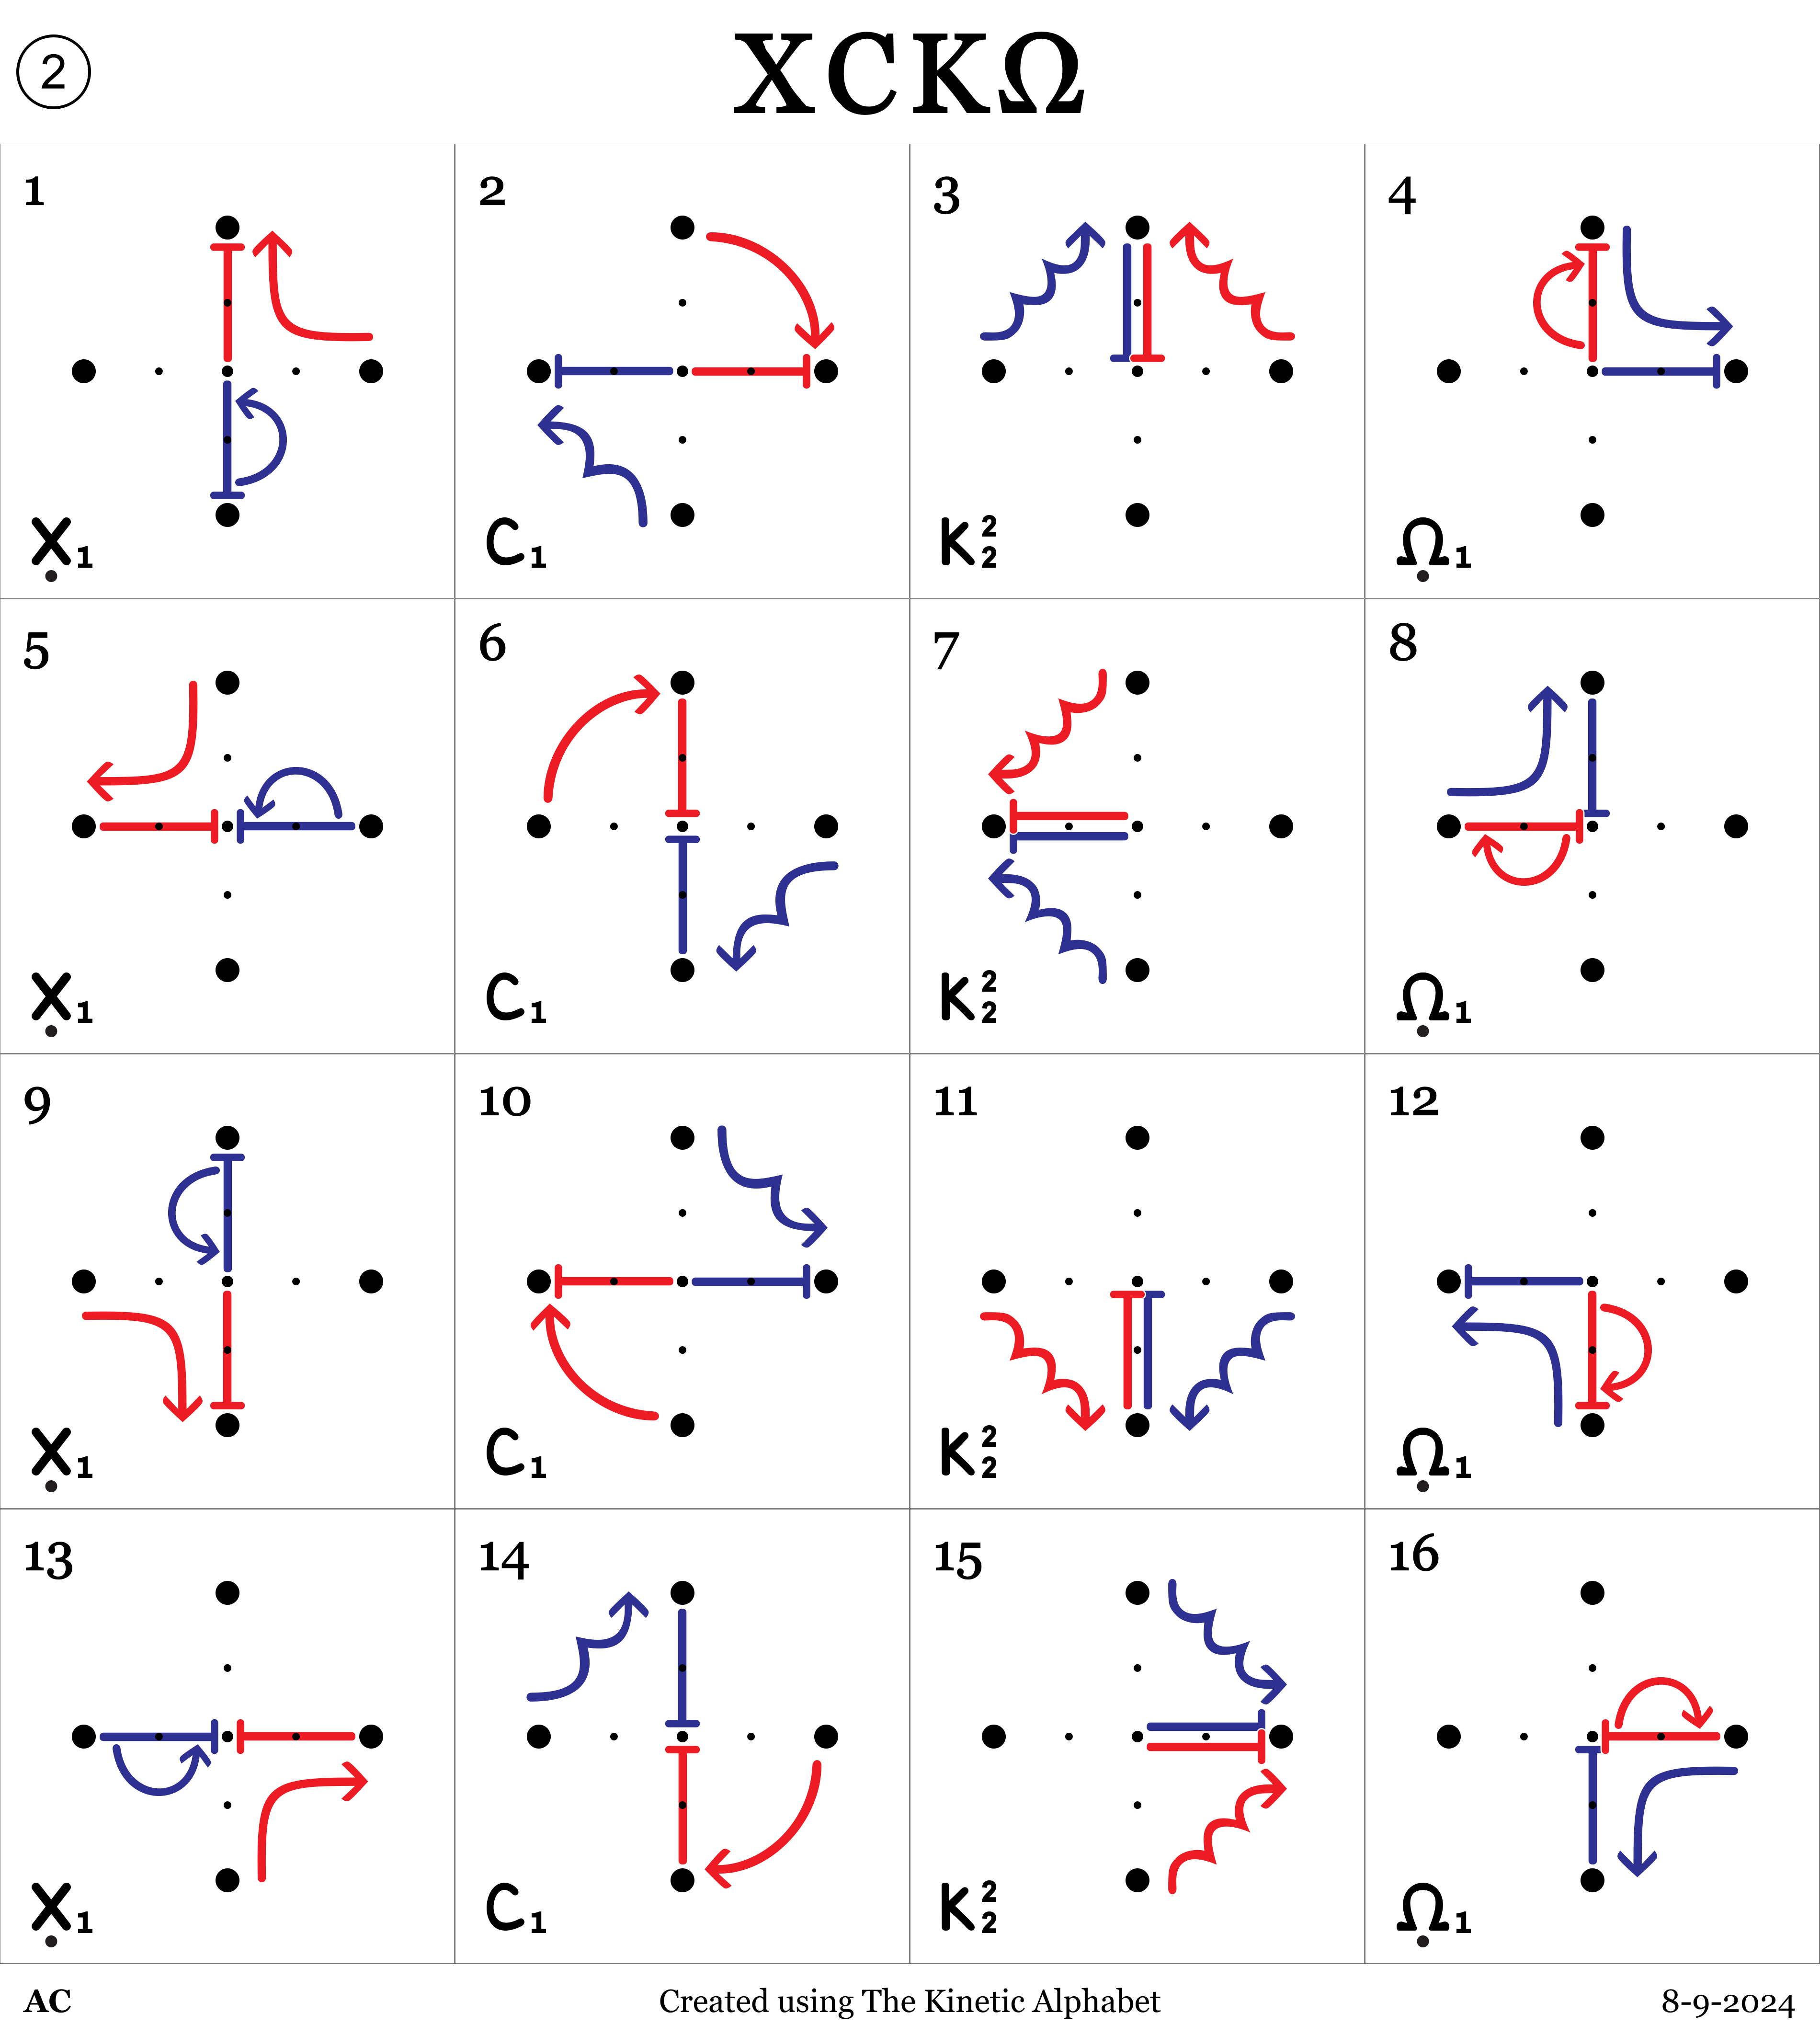 ②
XCKΩ
1 2 3 4
X₁ C₁ K²₂ Ω₁
5 6 7 8
X₁ C₁ K²₂ Ω₁
9 10 11 12
X₁ C₁ K²₂ Ω₁
13 14 15 16
X₁ C₁ K²₂ Ω₁
AC Created using The Kinetic Alphabet 8-9-2024